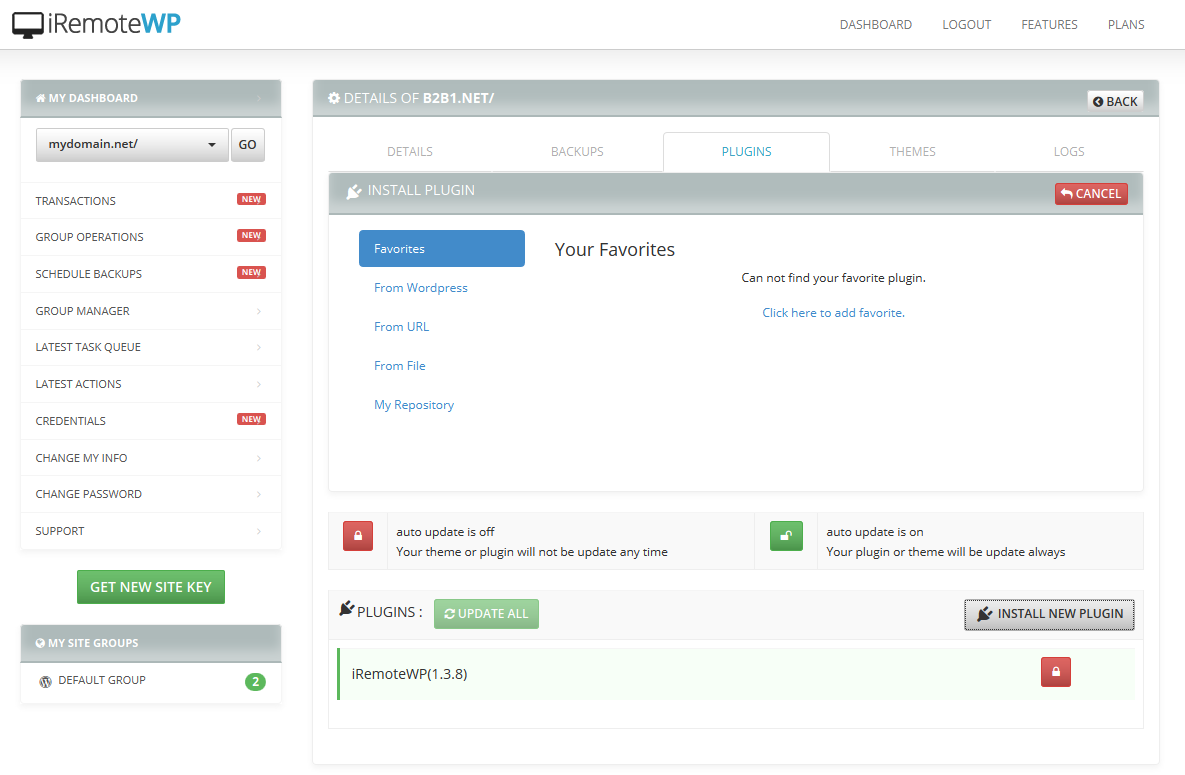 iRemoteWP
DASHBOARD LOGOUT FEATURES PLANS
MY DASHBOARD
mydomain.net/ GO
TRANSACTIONS NEW
GROUP OPERATIONS NEW
SCHEDULE BACKUPS NEW
GROUP MANAGER
LATEST TASK QUEUE
LATEST ACTIONS
CREDENTIALS NEW
CHANGE MY INFO
CHANGE PASSWORD
SUPPORT
GET NEW SITE KEY
MY SITE GROUPS
DEFAULT GROUP 2
DETAILS OF B2B1.NET/ BACK
DETAILS BACKUPS PLUGINS THEMES LOGS
INSTALL PLUGIN CANCEL
Favorites
From Wordpress
From URL
From File
My Repository
Your Favorites
Can not find your favorite plugin.
Click here to add favorite.
auto update is off
Your theme or plugin will not be update any time
auto update is on
Your plugin or theme will be update always
PLUGINS : UPDATE ALL INSTALL NEW PLUGIN
iRemoteWP(1.3.8)